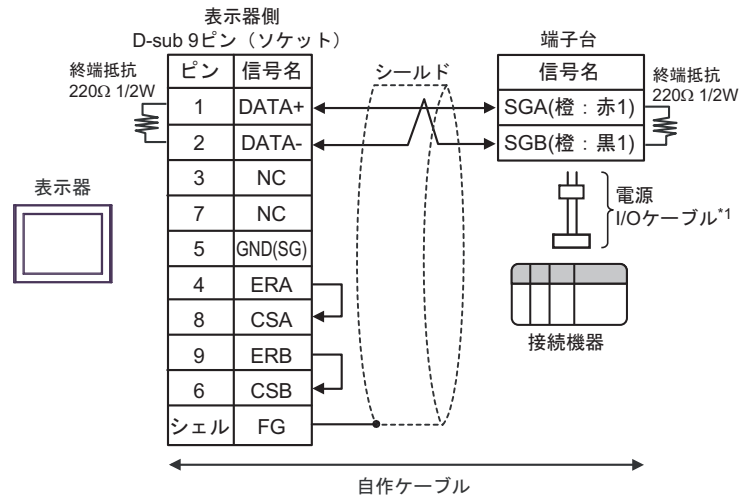 表示器側
D-sub 9ピン（ソケット）
端子台
終端抵抗
220Ω 1/2W
ピン 信号名
シールド
信号名
終端抵抗
220Ω 1/2W
1 DATA+
SGA(橙：赤1)
2 DATA-
SGB(橙：黒1)
3 NC
表示器
7 NC
電源
I/Oケーブル*1
5 GND(SG)
4 ERA
8 CSA
接続機器
9 ERB
6 CSB
シェル FG
自作ケーブル